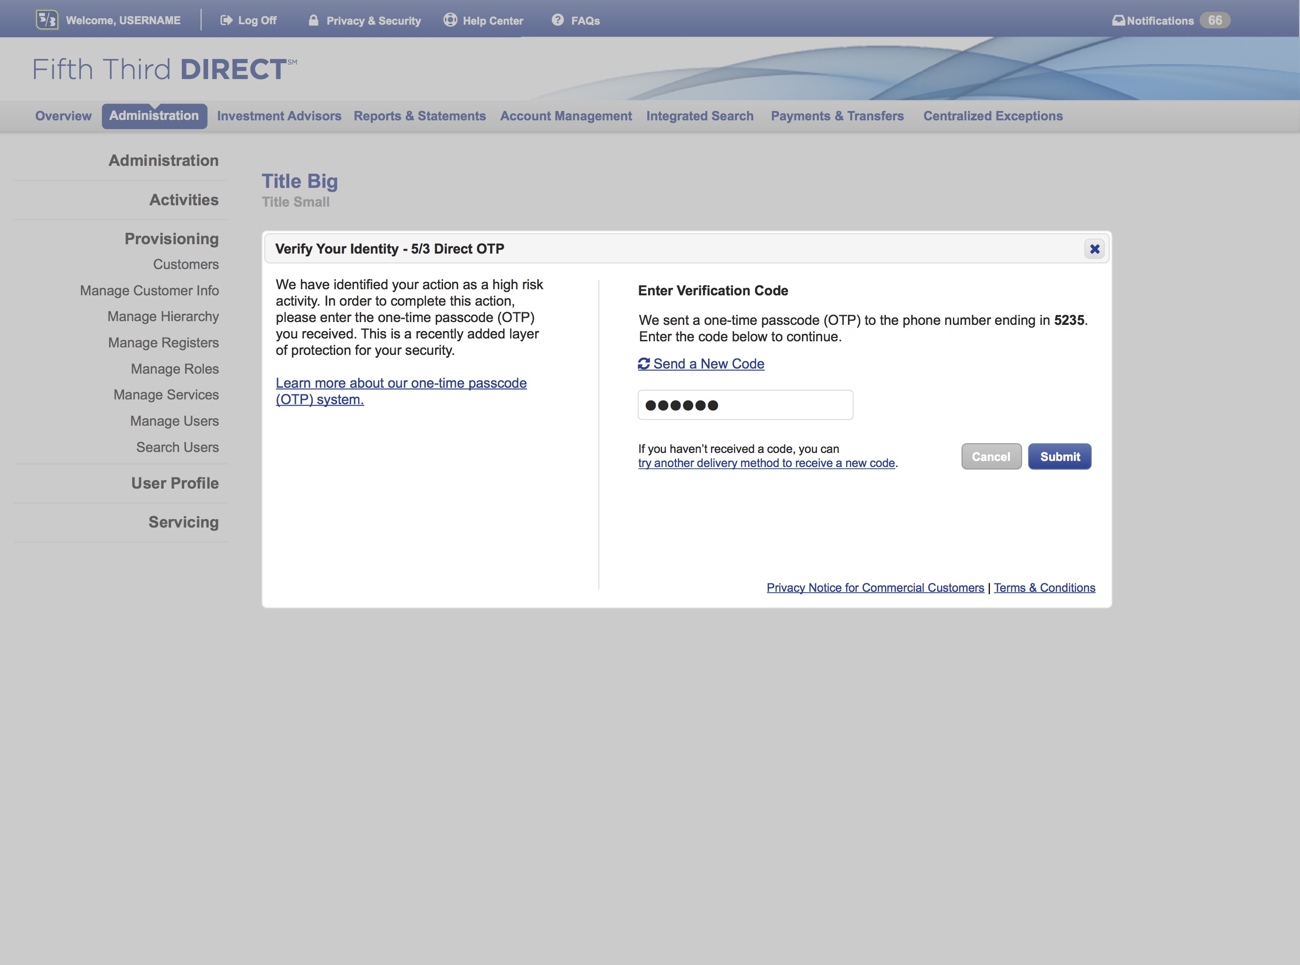 5/3 Welcome, USERNAME Log Off Privacy & Security Help Center FAQs Notifications 66
Fifth Third DIRECT℠
Overview Administration Investment Advisors Reports & Statements Account Management Integrated Search Payments & Transfers Centralized Exceptions
Administration
Activities
Provisioning
Customers
Manage Customer Info
Manage Hierarchy
Manage Registers
Manage Roles
Manage Services
Manage Users
Search Users
User Profile
Servicing
Title Big
Title Small
Verify Your Identity - 5/3 Direct OTP
We have identified your action as a high risk
activity. In order to complete this action,
please enter the one-time passcode (OTP)
you received. This is a recently added layer
of protection for your security.
Learn more about our one-time passcode
(OTP) system.
Enter Verification Code
We sent a one-time passcode (OTP) to the phone number ending in 5235.
Enter the code below to continue.
Send a New Code
●●●●●●
If you haven't received a code, you can
try another delivery method to receive a new code.
Cancel Submit
Privacy Notice for Commercial Customers | Terms & Conditions